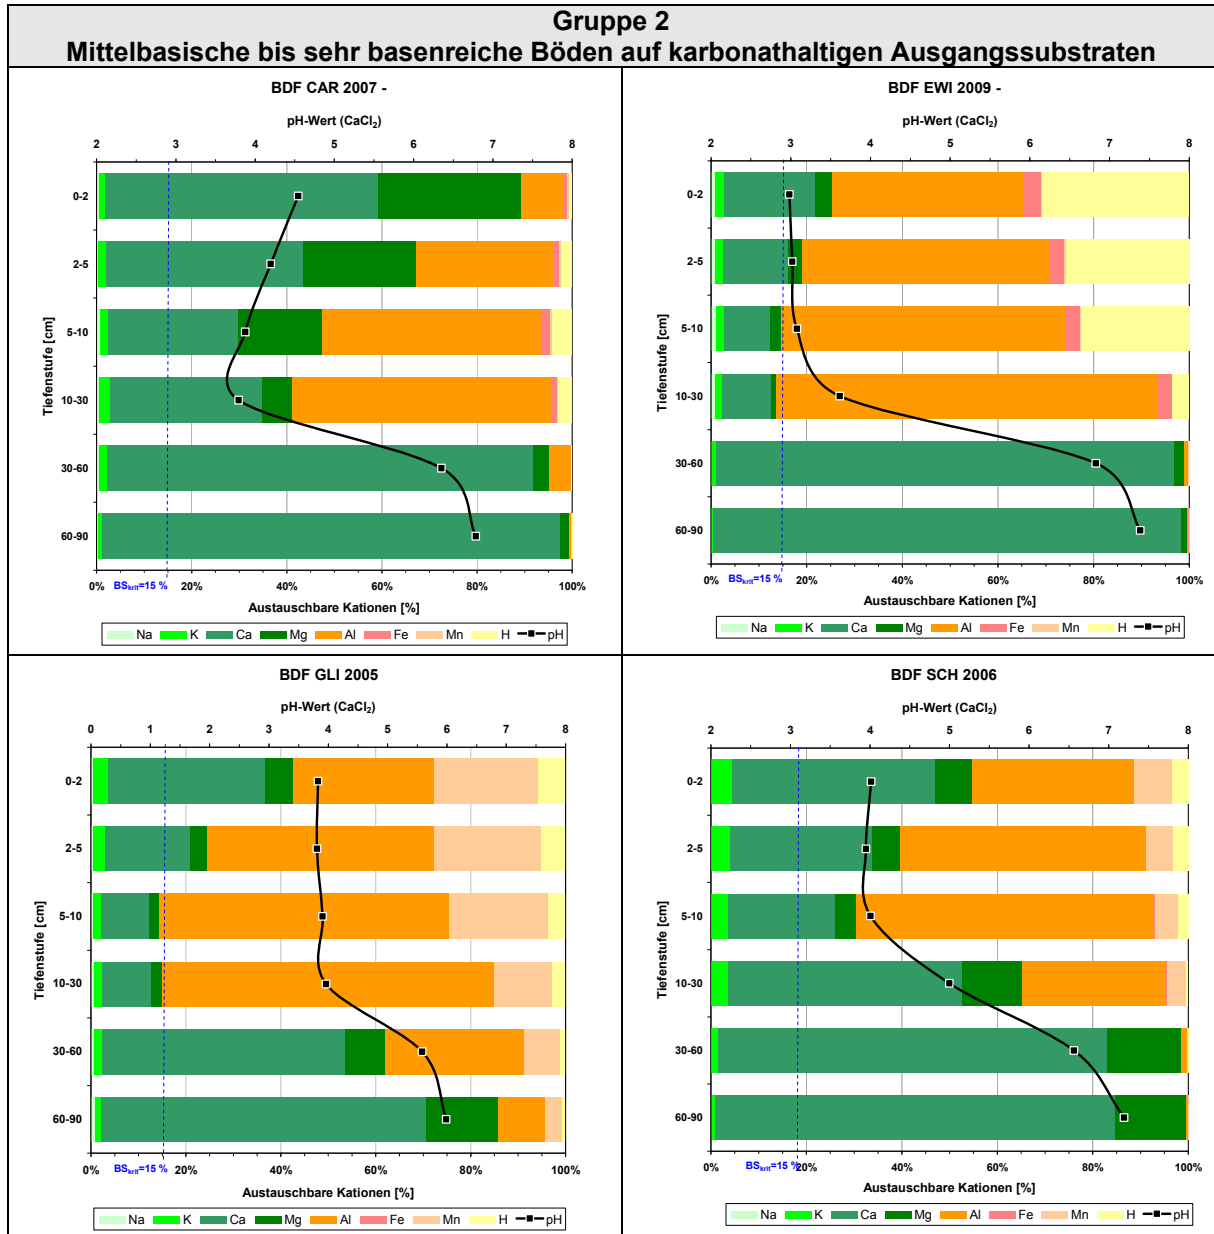 Gruppe 2
Mittelbasische bis sehr basenreiche Böden auf karbonathaltigen Ausgangssubstraten
BDF CAR 2007 -
pH-Wert (CaCl2)
2 3 4 5 6 7 8
Tiefenstufe [cm]
0-2
2-5
5-10
10-30
30-60
60-90
0% BSkrit=15 % 20% 40% 60% 80% 100%
Austauschbare Kationen [%]
Na K Ca Mg Al Fe Mn H pH
BDF EWI 2009 -
pH-Wert (CaCl2)
2 3 4 5 6 7 8
Tiefenstufe [cm]
0-2
2-5
5-10
10-30
30-60
60-90
0% BSkrit=15 % 20% 40% 60% 80% 100%
Austauschbare Kationen [%]
Na K Ca Mg Al Fe Mn H pH
BDF GLI 2005
pH-Wert (CaCl2)
0 1 2 3 4 5 6 7 8
Tiefenstufe [cm]
0-2
2-5
5-10
10-30
30-60
60-90
0% BSkrit=15 % 20% 40% 60% 80% 100%
Austauschbare Kationen [%]
Na K Ca Mg Al Fe Mn H pH
BDF SCH 2006
pH-Wert (CaCl2)
2 3 4 5 6 7 8
Tiefenstufe [cm]
0-2
2-5
5-10
10-30
30-60
60-90
0% BSkrit=15 % 20% 40% 60% 80% 100%
Austauschbare Kationen [%]
Na K Ca Mg Al Fe Mn H pH